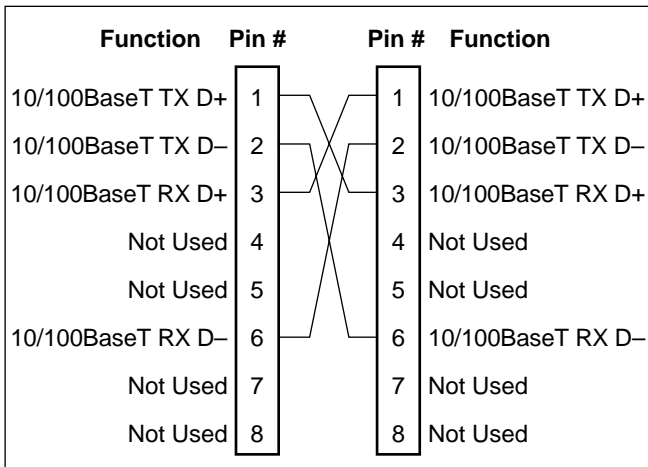 Function Pin # Pin # Function
10/100BaseT TX D+ 1 1 10/100BaseT TX D+
10/100BaseT TX D– 2 2 10/100BaseT TX D–
10/100BaseT RX D+ 3 3 10/100BaseT RX D+
Not Used 4 4 Not Used
Not Used 5 5 Not Used
10/100BaseT RX D– 6 6 10/100BaseT RX D–
Not Used 7 7 Not Used
Not Used 8 8 Not Used